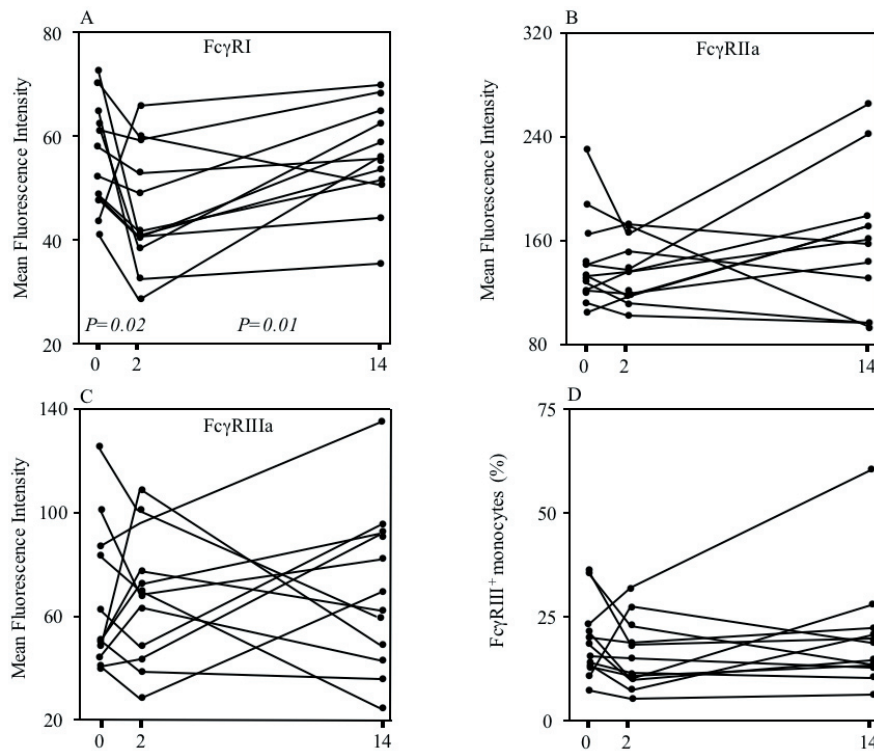 A
FcγRI
Mean Fluorescence Intensity
80
60
40
20
P=0.02
P=0.01
0
2
14
B
FcγRIIa
Mean Fluorescence Intensity
320
240
160
80
0
2
14
C
FcγRIIIa
Mean Fluorescence Intensity
140
100
60
20
0
2
14
D
FcγRIII+ monocytes (%)
75
50
25
0
0
2
14